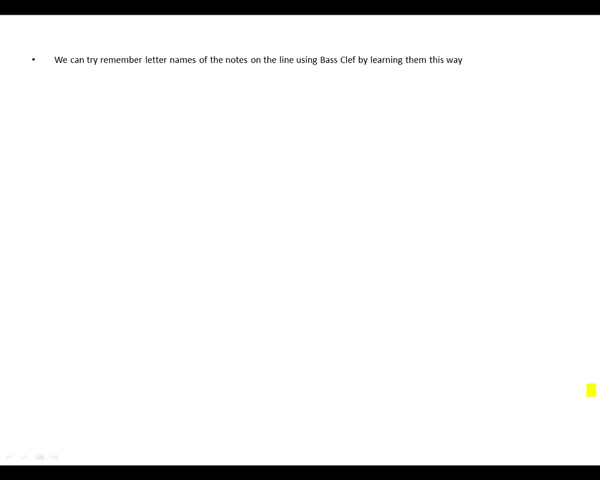 • We can try remember letter names of the notes on the line using Bass Clef by learning them this way